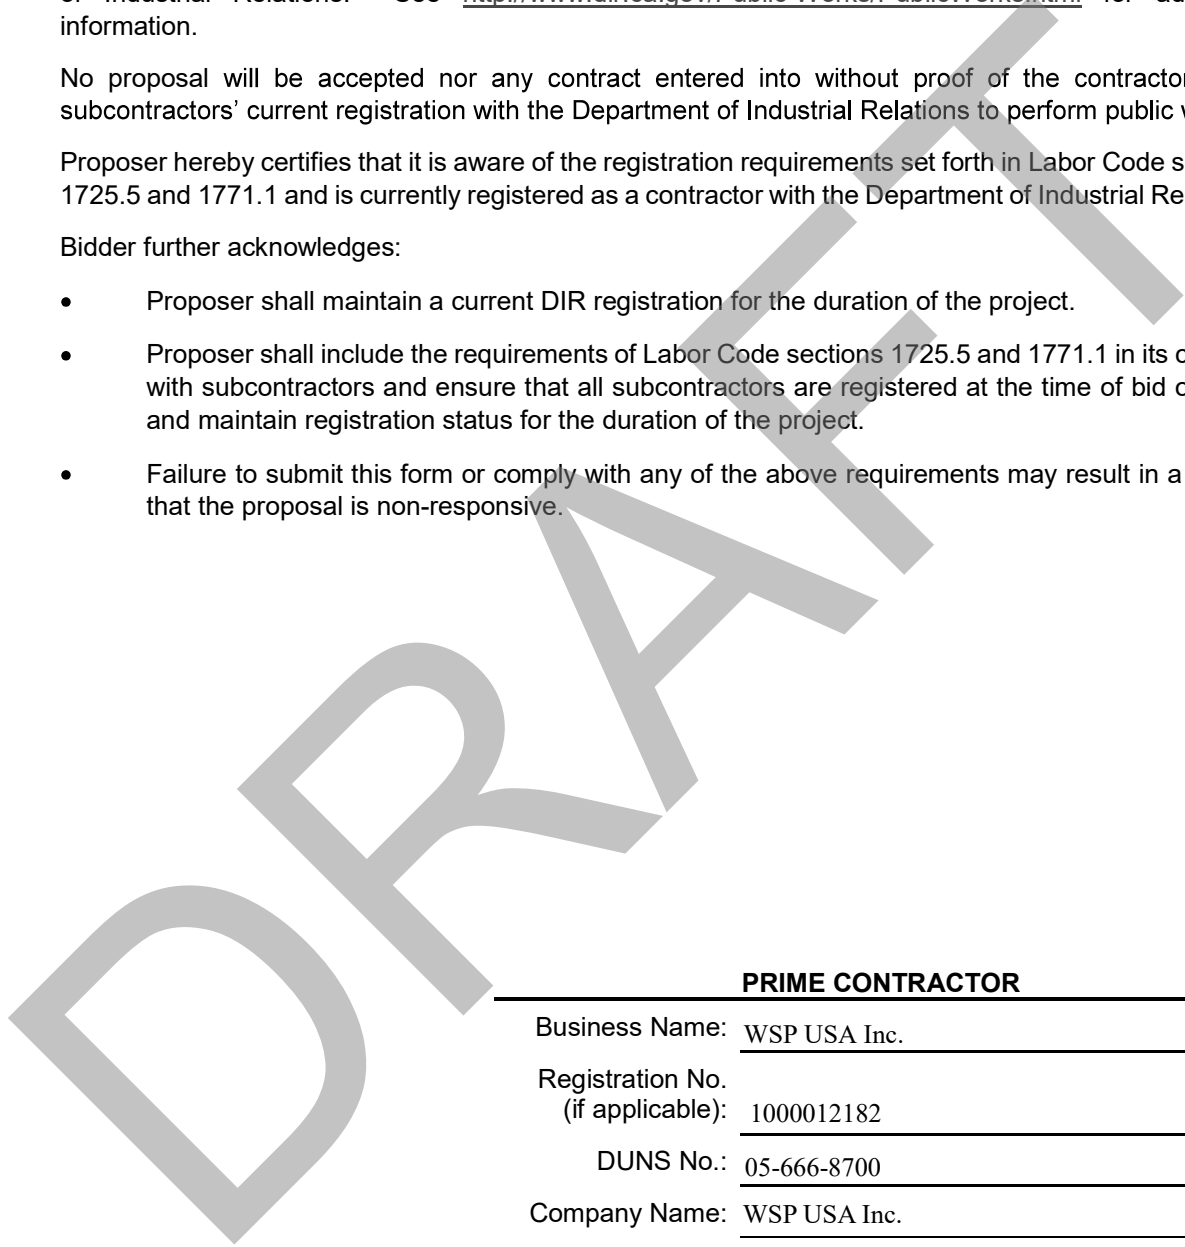 of Industrial Relations. See for
information.
No proposal will be accepted nor any contract entered into without proof of the contractor
subcontractors’ current registration with the Department of Industrial Relations to perform public
Proposer hereby certifies that it is aware of the registration requirements set forth in Labor Code s
1725.5 and 1771.1 and is currently registered as a contractor with the Department of Industrial Re
Bidder further acknowledges:
• Proposer shall maintain a current DIR registration for the duration of the project.
• Proposer shall include the requirements of Labor Code sections 1725.5 and 1771.1 in its
with subcontractors and ensure that all subcontractors are registered at the time of bid
and maintain registration status for the duration of the project.
• Failure to submit this form or comply with any of the above requirements may result in a
that the proposal is non-responsive.
DRAFT
PRIME CONTRACTOR
Business Name: WSP USA Inc.
Registration No.
(if applicable): 1000012182
DUNS No.: 05-666-8700
Company Name: WSP USA Inc.